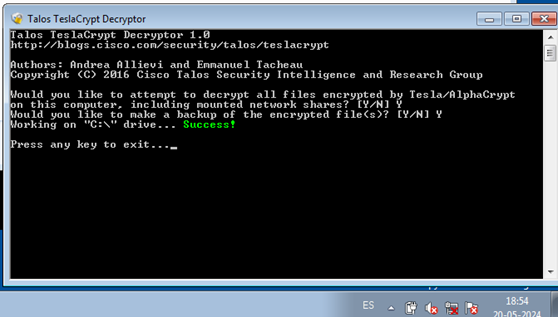 Talos TeslaCrypt Decryptor
Talos TeslaCrypt Decryptor 1.0
http://blogs.cisco.com/security/talos/teslacrypt
Authors: Andrea Allievi and Emmanuel Tacheau
Copyright (C) 2016 Cisco Talos Security Intelligence and Research Group
Would you like to attempt to decrypt all files encrypted by Tesla/AlphaCrypt
on this computer, including mounted network shares? [Y/N] Y
Would you like to make a backup of the encrypted file(s)? [Y/N] Y
Working on "C:\" drive... Success!
Press any key to exit..._
ES
18:54
20-05-2024